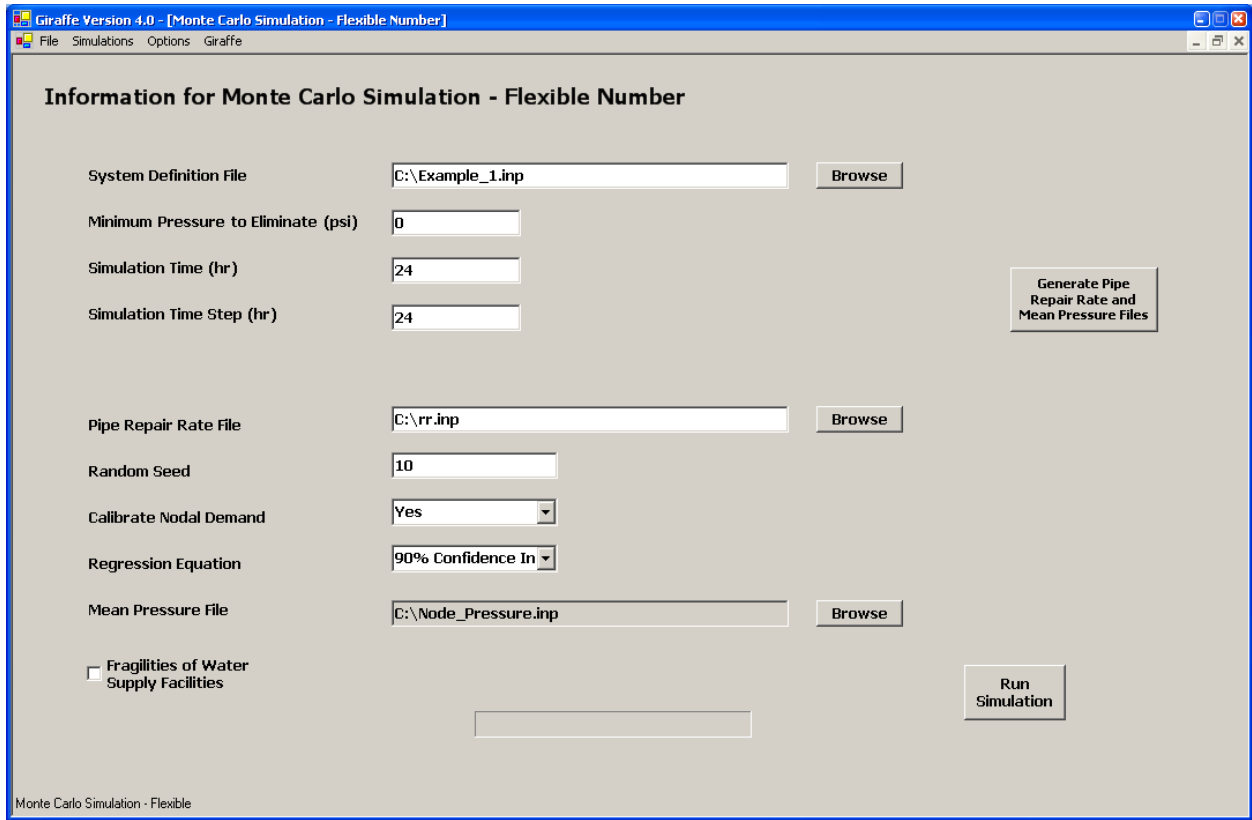 Giraffe Version 4.0 - [Monte Carlo Simulation - Flexible Number]
File Simulations Options Giraffe
Information for Monte Carlo Simulation - Flexible Number
System Definition File C:\Example_1.inp Browse
Minimum Pressure to Eliminate (psi) 0
Simulation Time (hr) 24
Generate Pipe
Repair Rate and
Mean Pressure Files
Simulation Time Step (hr) 24
Pipe Repair Rate File C:\rr.inp Browse
Random Seed 10
Calibrate Nodal Demand Yes
Regression Equation 90% Confidence In
Mean Pressure File C:\Node_Pressure.inp Browse
Fragilities of Water
Supply Facilities
Run
Simulation
Monte Carlo Simulation - Flexible